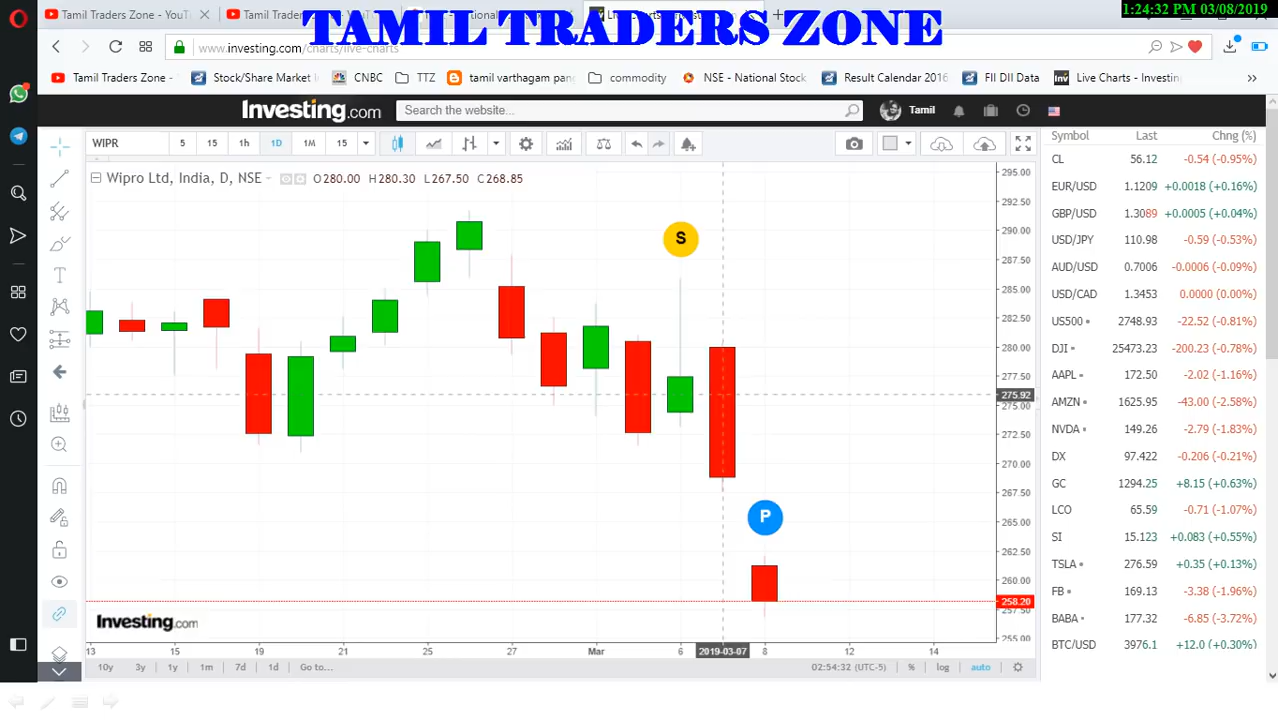 Tamil Traders Zone - YouT
Tamil Traders Zone
TAMIL TRADERS ZONE
1:24:32 PM 03/08/2019
www.investing.com/charts/live-charts
Tamil Traders Zone -
Stock/Share Market
CNBC
TTZ
tamil varthagam pan
commodity
NSE - National Stock
Result Calendar 2016
FII DII Data
Live Charts - Investin
Investing.com
Search the website...
Tamil
WIPR 5 15 1h 1D 1M 15
Wipro Ltd, India, D, NSE O280.00 H280.30 L267.50 C268.85
S
P
Investing.com
295.00
292.50
290.00
287.50
285.00
282.50
280.00
277.50
275.92
275.00
272.50
270.00
267.50
265.00
262.50
260.00
258.20
257.50
255.00
13 15 19 21 25 27 Mar 6 2019-03-07 8 12 14
10y 3y 1y 1m 7d 1d Go to... 02:54:32 (UTC-5) % log auto
Symbol Last Chng (%)
CL 56.12 -0.54 (-0.95%)
EUR/USD 1.1209 +0.0018 (+0.16%)
GBP/USD 1.3089 +0.0005 (+0.04%)
USD/JPY 110.98 -0.59 (-0.53%)
AUD/USD 0.7006 -0.0006 (-0.09%)
USD/CAD 1.3453 0.0000 (0.00%)
US500 2748.93 -22.52 (-0.81%)
DJI 25473.23 -200.23 (-0.78%)
AAPL 172.50 -2.02 (-1.16%)
AMZN 1625.95 -43.00 (-2.58%)
NVDA 149.26 -2.79 (-1.83%)
DX 97.422 -0.206 (-0.21%)
GC 1294.25 +8.15 (+0.63%)
LCO 65.59 -0.71 (-1.07%)
SI 15.123 +0.083 (+0.55%)
TSLA 276.59 +0.35 (+0.13%)
FB 169.13 -3.38 (-1.96%)
BABA 177.32 -6.85 (-3.72%)
BTC/USD 3976.1 +12.0 (+0.30%)